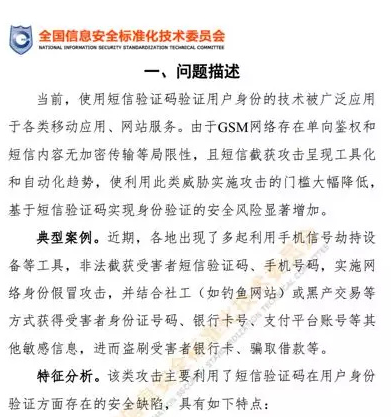 全国信息安全标准化技术委员会
NATIONAL INFORMATION SECURITY STANDARDIZATION TECHNICAL COMMITTEE
一、问题描述
当前，使用短信验证码验证用户身份的技术被广泛应用
于各类移动应用、网站服务。由于GSM网络存在单向鉴权和
短信内容无加密传输等局限性，且短信截获攻击呈现工具化
和自动化趋势，使利用此类威胁实施攻击的门槛大幅降低，
基于短信验证码实现身份验证的安全风险显著增加。
典型案例。近期，各地出现了多起利用手机信号劫持设
备等工具，非法截获受害者短信验证码、手机号码，实施网
络身份假冒攻击，并结合社工（如钓鱼网站）或黑产交易等
方式获得受害者身份证号码、银行卡号、支付平台账号等其
他敏感信息，进而盗刷受害者银行卡、骗取借款等。
特征分析。该类攻击主要利用了短信验证码在用户身份
验证方面存在的安全缺陷，具有如下特点：